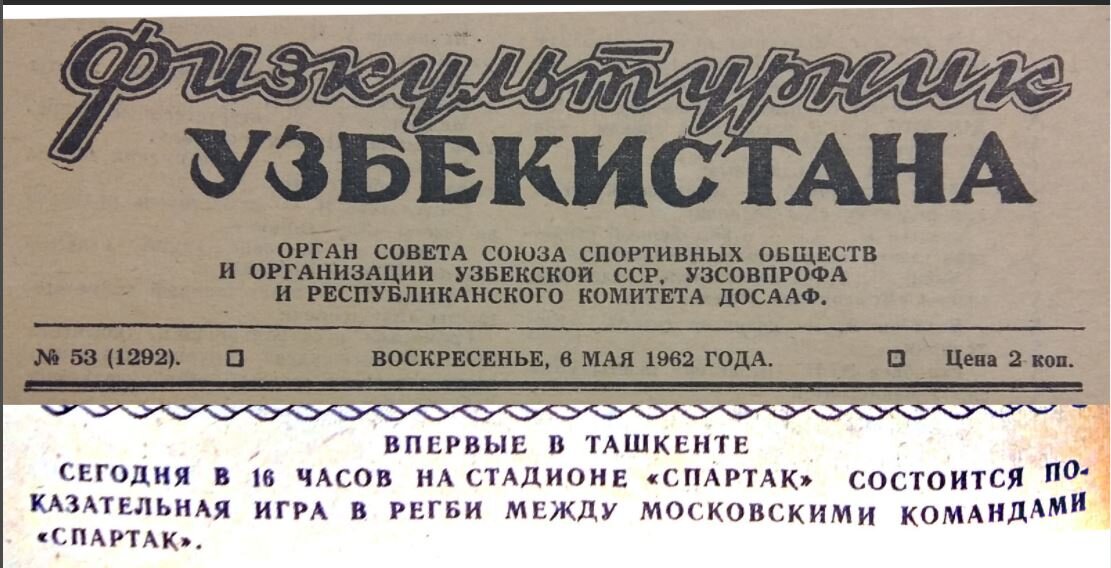 физкультурник
УЗБЕКИСТАНА
ОРГАН СОВЕТА СОЮЗА СПОРТИВНЫХ ОБЩЕСТВ
И ОРГАНИЗАЦИИ УЗБЕКСКОЙ ССР, УЗСОВПРОФА
И РЕСПУБЛИКАНСКОГО КОМИТЕТА ДОСААФ.
№ 53 (1292). ВОСКРЕСЕНЬЕ, 6 МАЯ 1962 ГОДА. Цена 2 коп.
ВПЕРВЫЕ В ТАШКЕНТЕ
СЕГОДНЯ В 16 ЧАСОВ НА СТАДИОНЕ «СПАРТАК» СОСТОИТСЯ ПО-
КАЗАТЕЛЬНАЯ ИГРА В РЕГБИ МЕЖДУ МОСКОВСКИМИ КОМАНДАМИ
«СПАРТАК».